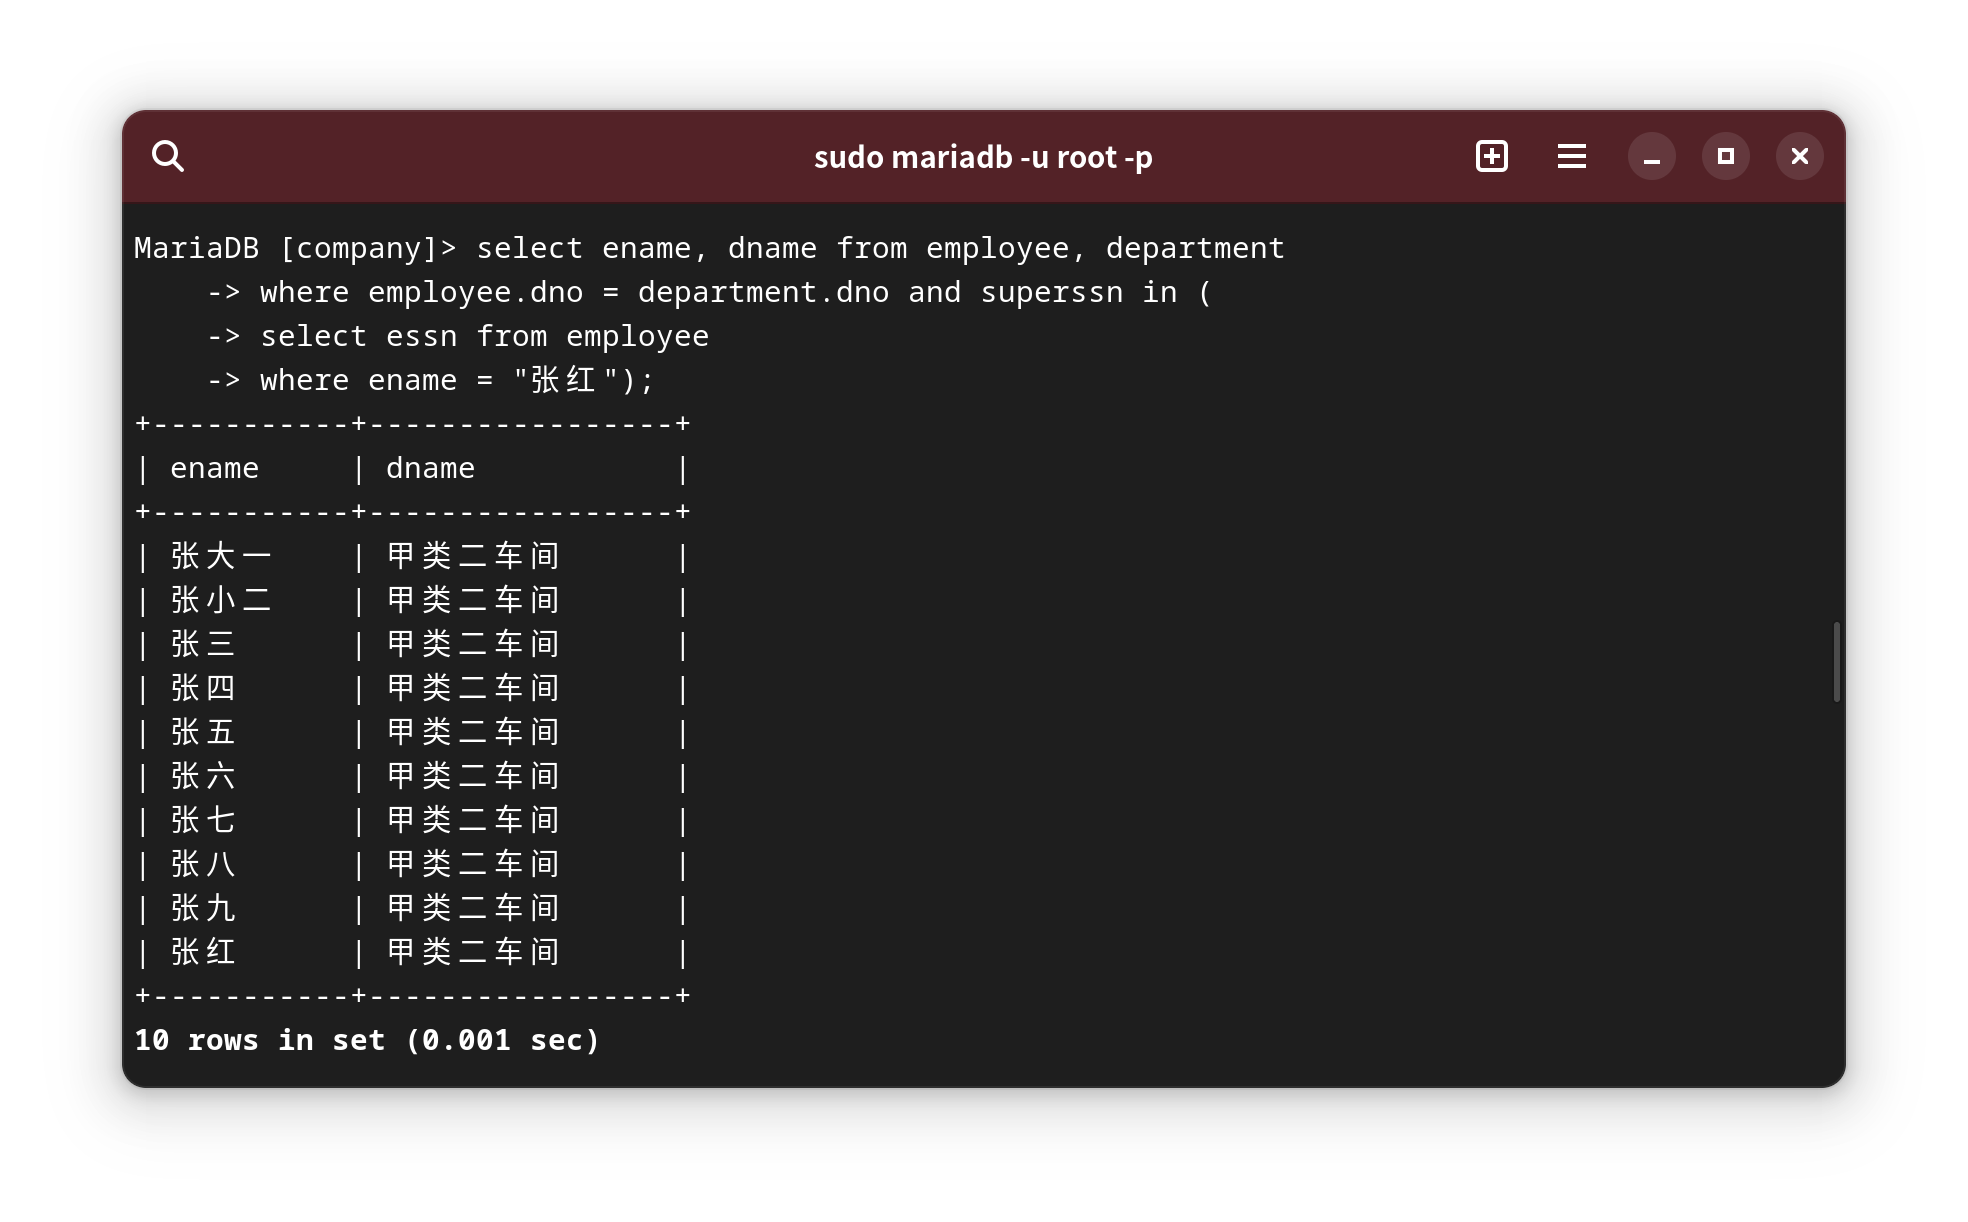 sudo mariadb -u root -p
MariaDB [company]> select ename, dname from employee, department
    -> where employee.dno = department.dno and superssn in (
    -> select essn from employee
    -> where ename = "张红");
+-----------+-----------------+
| ename     | dname           |
+-----------+-----------------+
| 张大一    | 甲类二车间      |
| 张小二    | 甲类二车间      |
| 张三      | 甲类二车间      |
| 张四      | 甲类二车间      |
| 张五      | 甲类二车间      |
| 张六      | 甲类二车间      |
| 张七      | 甲类二车间      |
| 张八      | 甲类二车间      |
| 张九      | 甲类二车间      |
| 张红      | 甲类二车间      |
+-----------+-----------------+
10 rows in set (0.001 sec)